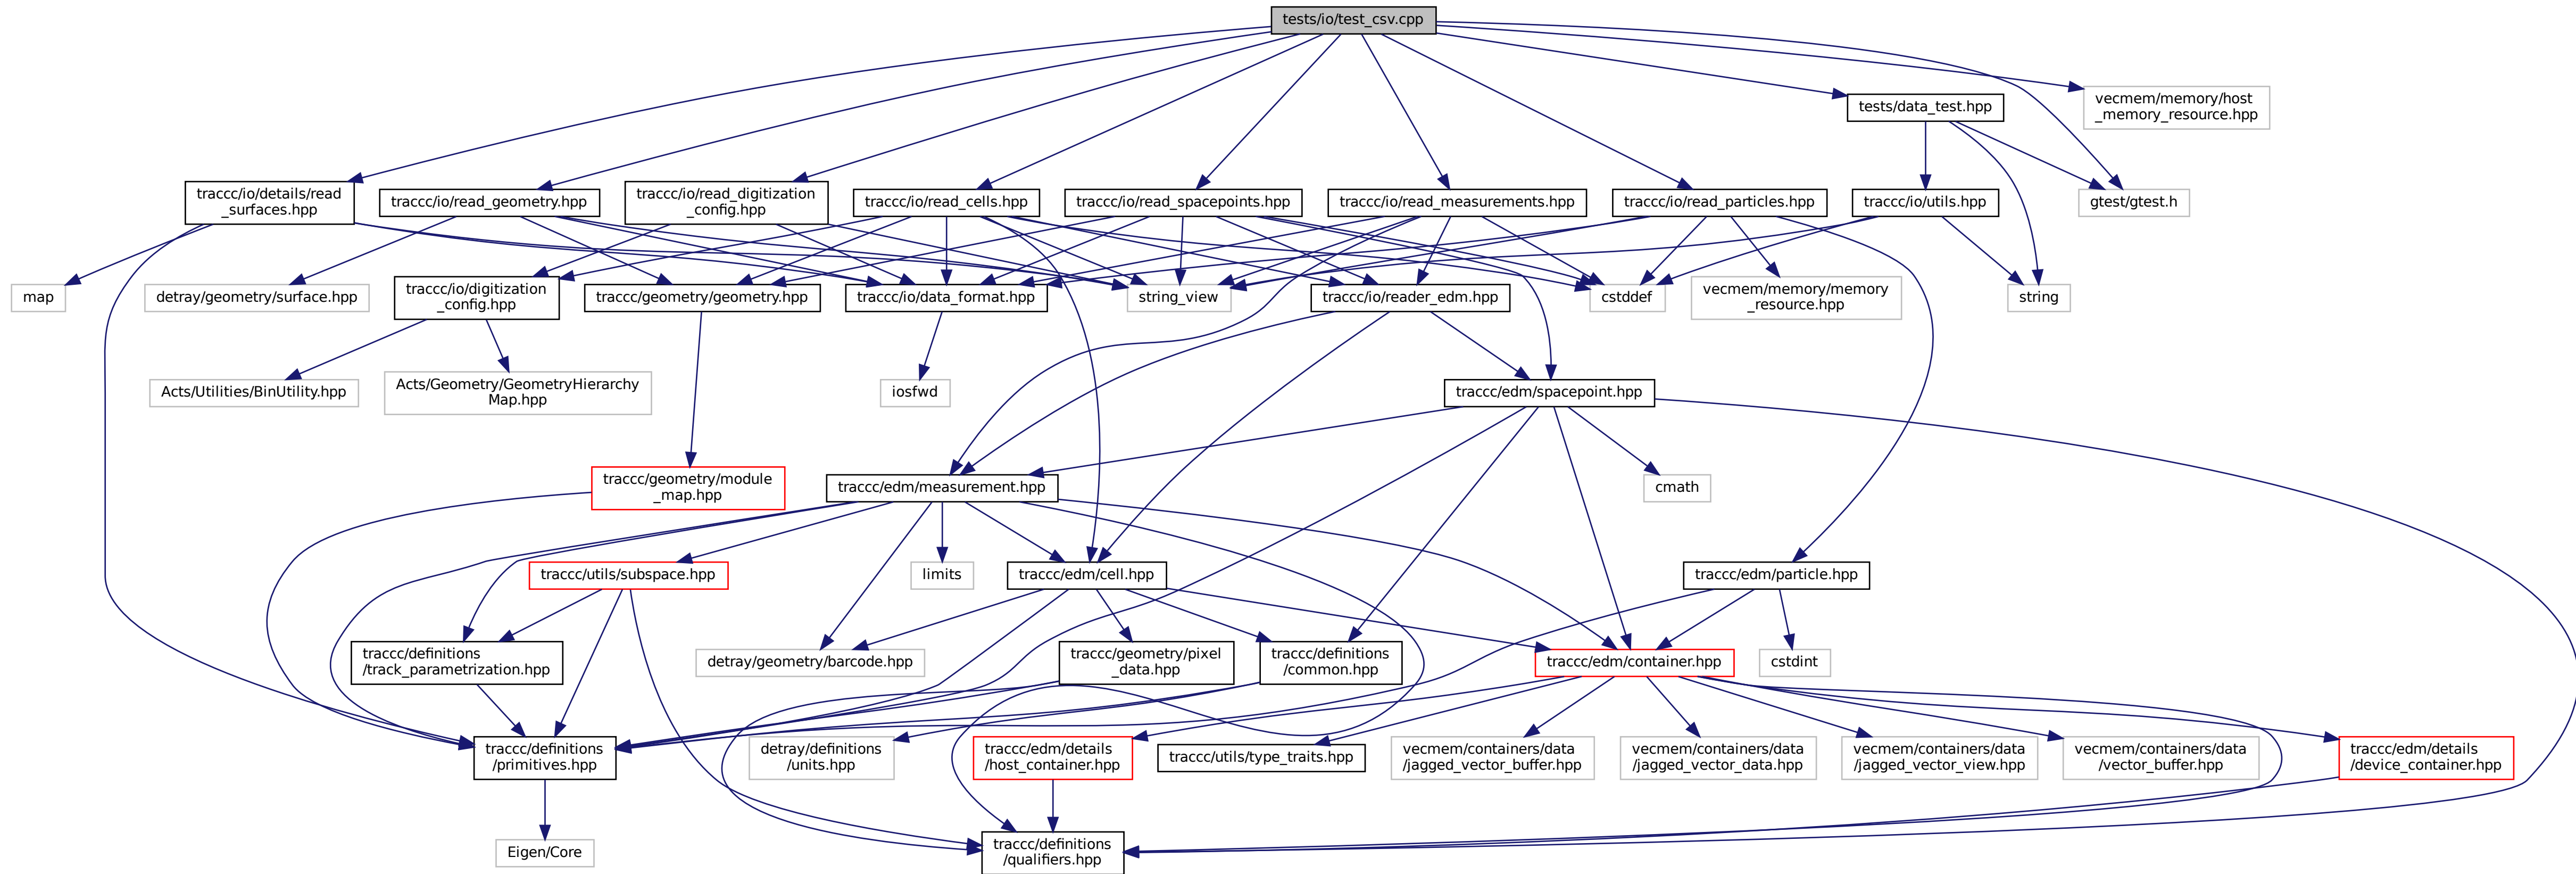 tests/io/test_csv.cpp
vecmem/memory/host
_memory_resource.hpp
tests/data_test.hpp
traccc/io/details/read
_surfaces.hpp
traccc/io/read_geometry.hpp
traccc/io/read_digitization
_config.hpp
traccc/io/read_cells.hpp
traccc/io/read_spacepoints.hpp
traccc/io/read_measurements.hpp
traccc/io/read_particles.hpp
traccc/io/utils.hpp
gtest/gtest.h
map
detray/geometry/surface.hpp
traccc/io/digitization
_config.hpp
traccc/geometry/geometry.hpp
traccc/io/data_format.hpp
string_view
traccc/io/reader_edm.hpp
cstddef
vecmem/memory/memory
_resource.hpp
string
Acts/Utilities/BinUtility.hpp
Acts/Geometry/GeometryHierarchy
Map.hpp
iosfwd
traccc/edm/spacepoint.hpp
traccc/geometry/module
_map.hpp
traccc/edm/measurement.hpp
cmath
traccc/utils/subspace.hpp
limits
traccc/edm/cell.hpp
traccc/edm/particle.hpp
traccc/definitions
/track_parametrization.hpp
detray/geometry/barcode.hpp
traccc/geometry/pixel
_data.hpp
traccc/definitions
/common.hpp
traccc/edm/container.hpp
cstdint
traccc/definitions
/primitives.hpp
detray/definitions
/units.hpp
traccc/edm/details
/host_container.hpp
traccc/utils/type_traits.hpp
vecmem/containers/data
/jagged_vector_buffer.hpp
vecmem/containers/data
/jagged_vector_data.hpp
vecmem/containers/data
/jagged_vector_view.hpp
vecmem/containers/data
/vector_buffer.hpp
traccc/edm/details
/device_container.hpp
Eigen/Core
traccc/definitions
/qualifiers.hpp